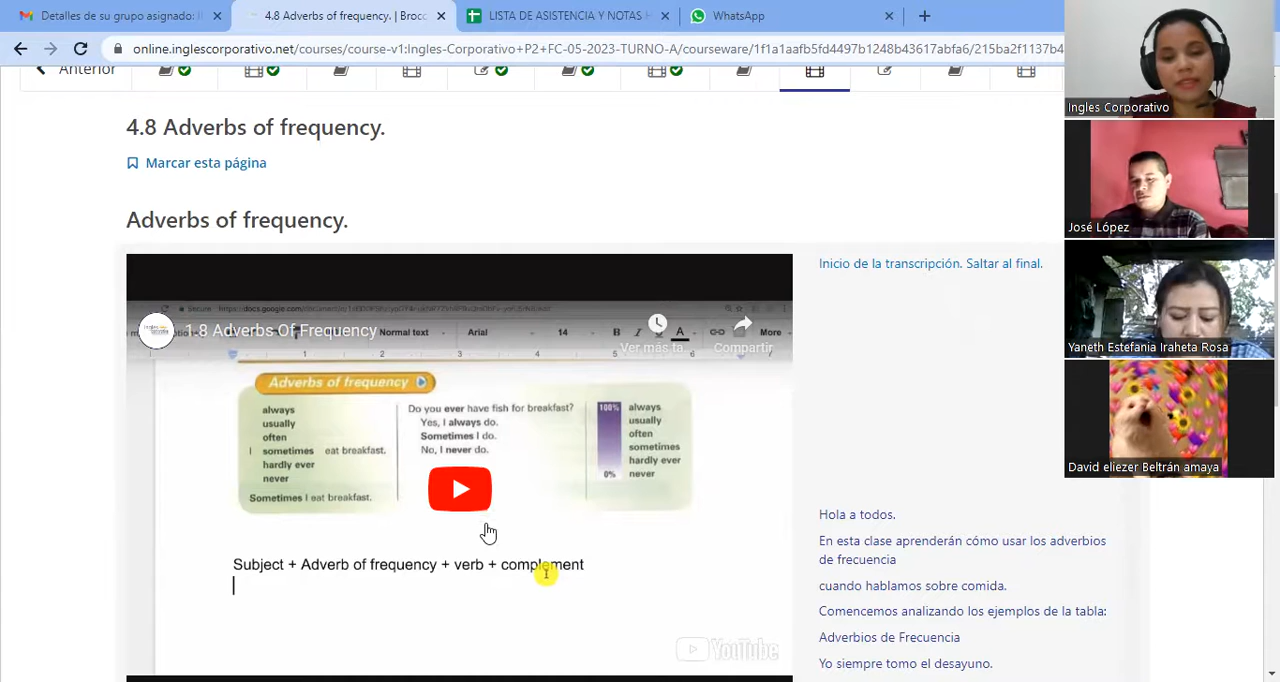 Detalles de su grupo asignado: I
4.8 Adverbs of frequency. | Brocc
LISTA DE ASISTENCIA Y NOTAS H
WhatsApp
online.inglescorporativo.net/courses/course-v1:Ingles-Corporativo+P2+FC-05-2023-TURNO-A/courseware/1f1a1aafb5fd4497b1248b43617abfa6/215ba2f1137b4
Anterior
4.8 Adverbs of frequency.
Marcar esta página
Adverbs of frequency.
1.8 Adverbs Of Frequency
Normal text
Arial
14
B I A
More
Ver más ta...
Compartir
1 2 3 4 5 6 7
Adverbs of frequency
always
usually
often
I sometimes eat breakfast.
hardly ever
never
Sometimes I eat breakfast.
Do you ever have fish for breakfast?
Yes, I always do.
Sometimes I do.
No, I never do.
100% always
usually
often
sometimes
hardly ever
0% never
Subject + Adverb of frequency + verb + complement
YouTube
Inicio de la transcripción. Saltar al final.
Hola a todos.
En esta clase aprenderán cómo usar los adverbios
de frecuencia
cuando hablamos sobre comida.
Comencemos analizando los ejemplos de la tabla:
Adverbios de Frecuencia
Yo siempre tomo el desayuno.
Ingles Corporativo
José López
Yaneth Estefania Iraheta Rosa
David eliezer Beltrán amaya